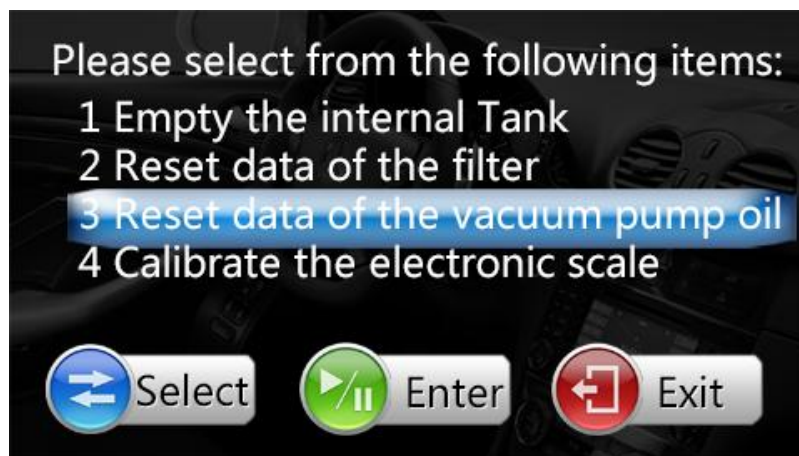 Please select from the following items:
1 Empty the internal Tank
2 Reset data of the filter
3 Reset data of the vacuum pump oil
4 Calibrate the electronic scale
Select Enter Exit